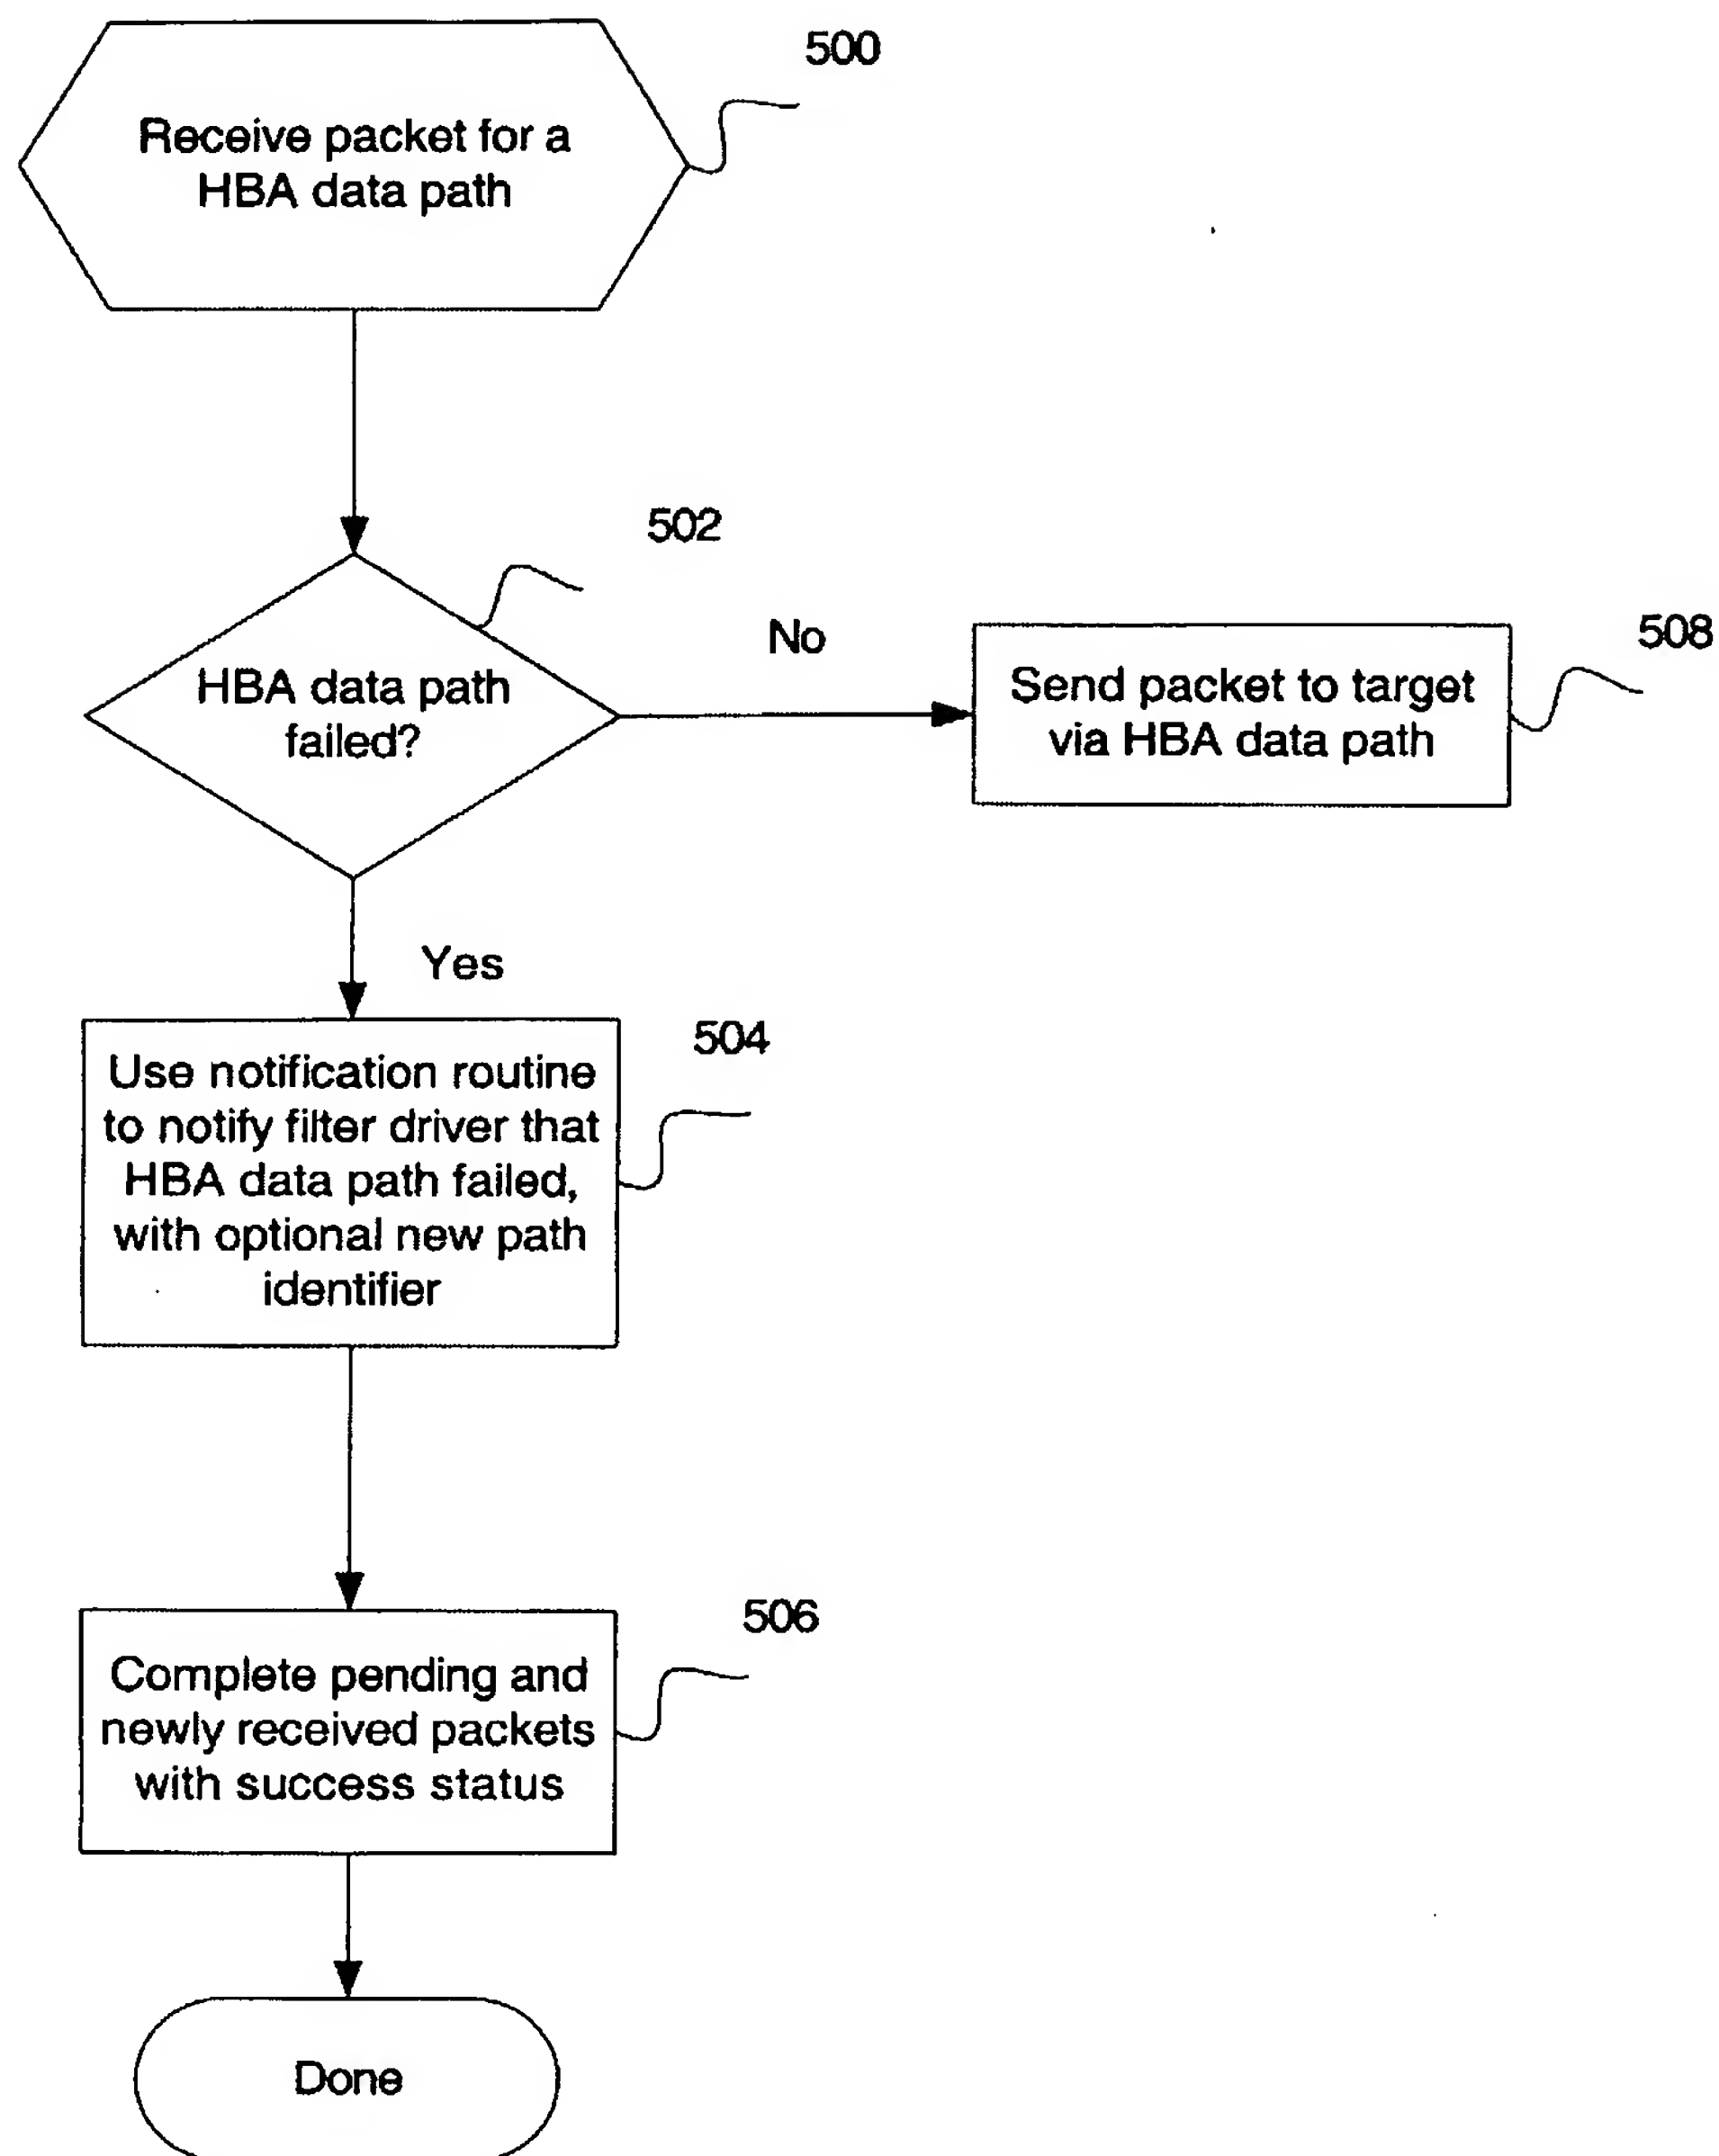 500
Receive packet for a
HBA data path
502
HBA data path
failed?
No
508
Send packet to target
via HBA data path
Yes
504
Use notification routine
to notify filter driver that
HBA data path failed,
with optional new path
identifier
506
Complete pending and
newly received packets
with success status
Done